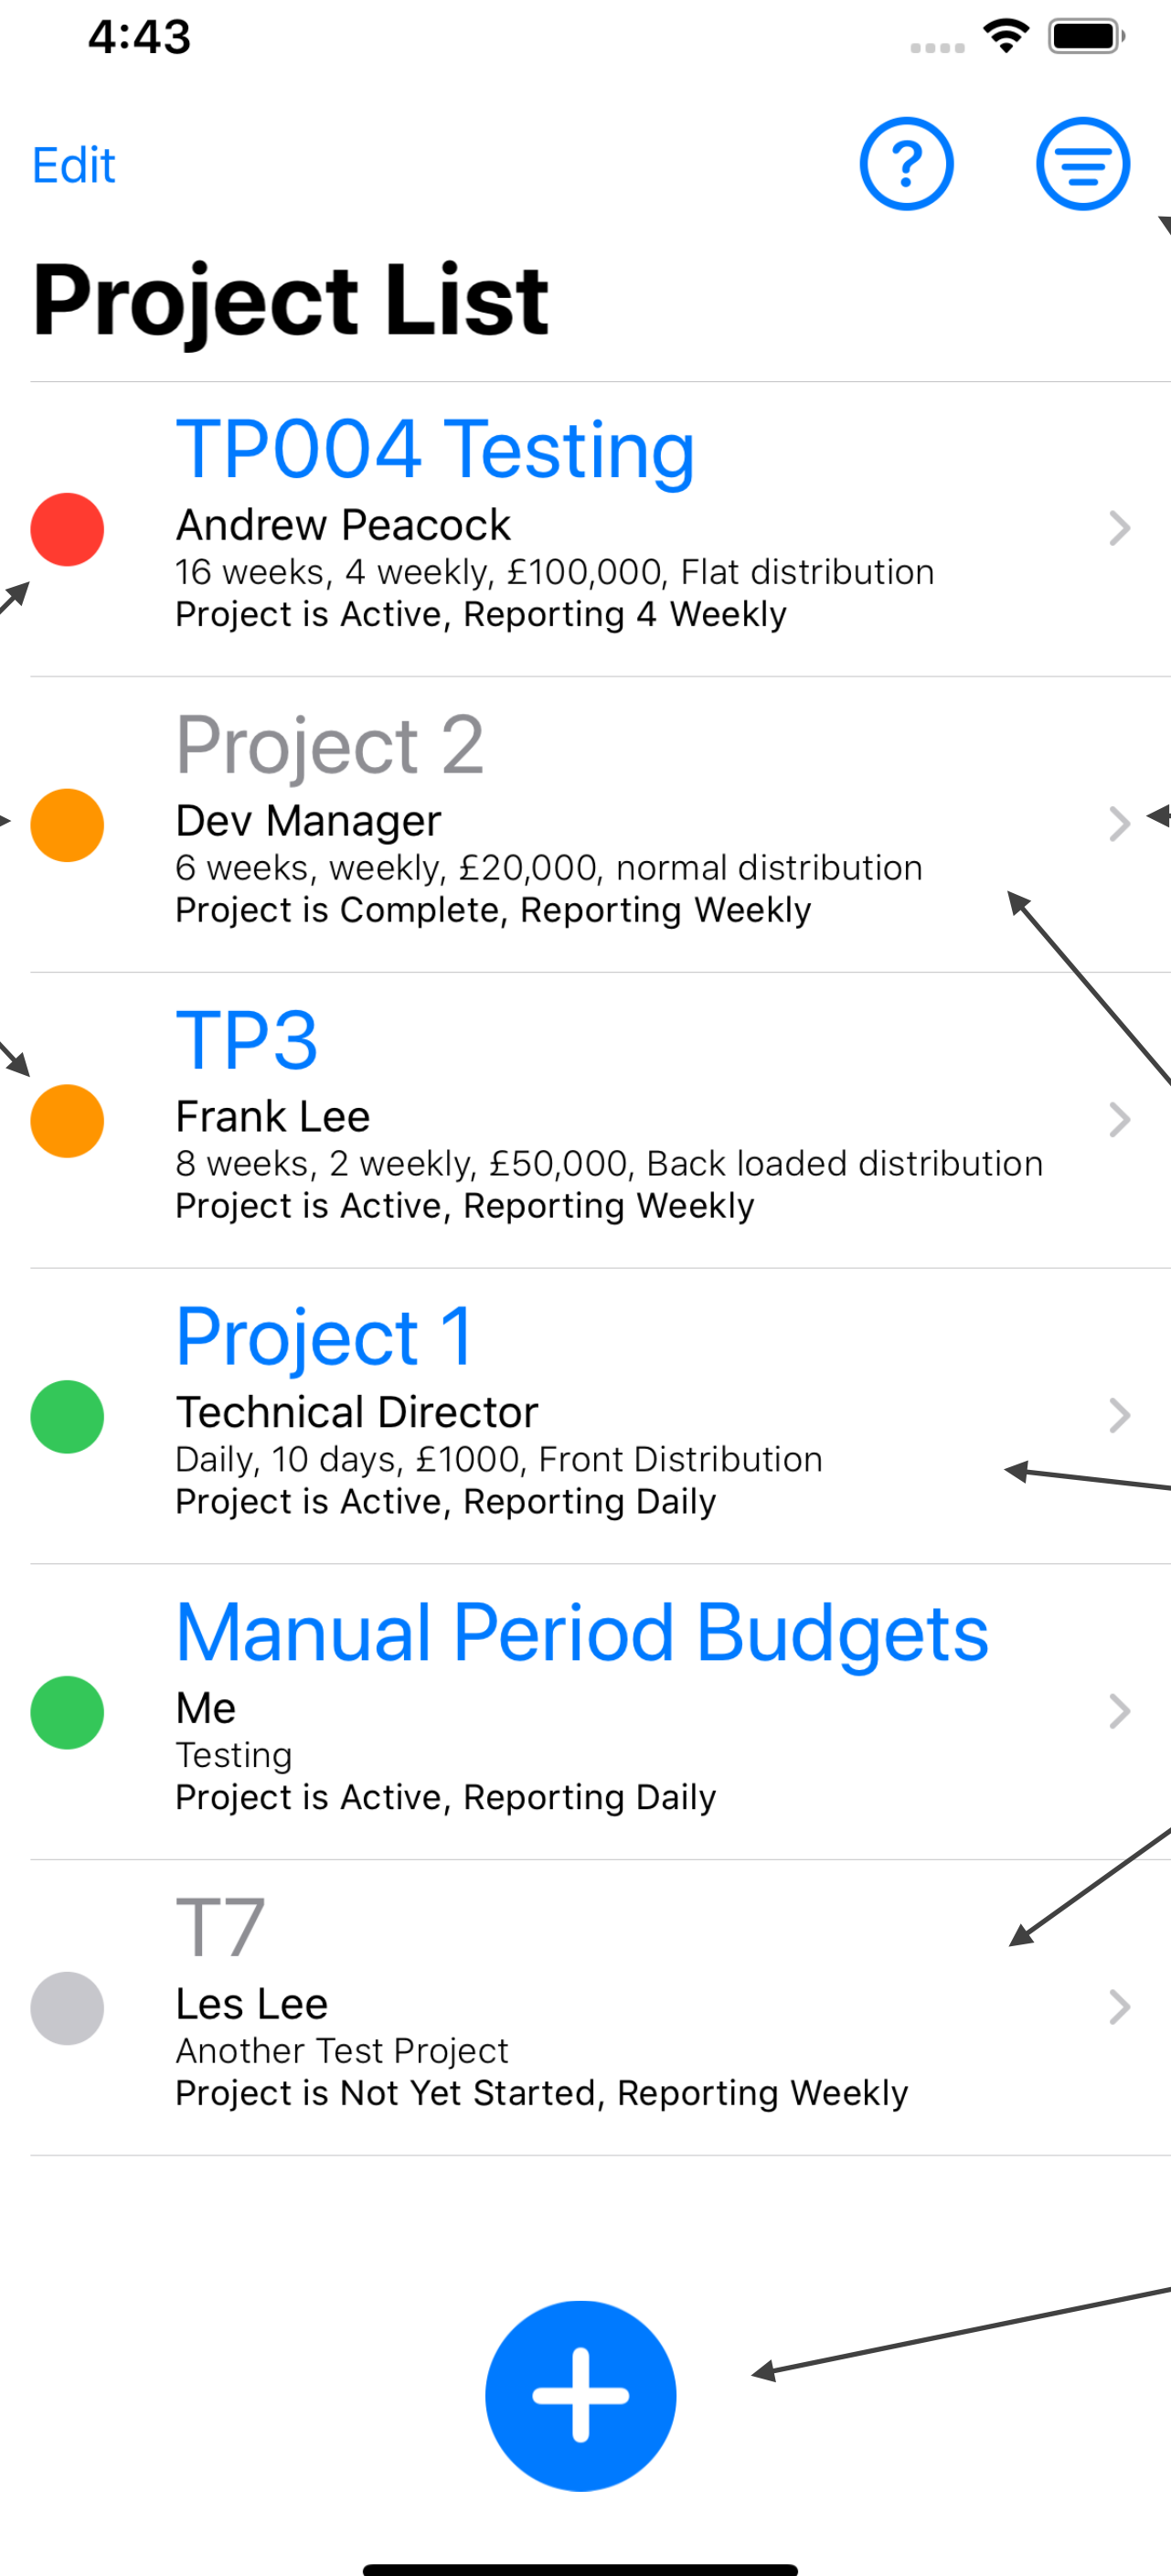 4:43
Edit
?
Project List
TP004 Testing
Andrew Peacock
16 weeks, 4 weekly, £100,000, Flat distribution
Project is Active, Reporting 4 Weekly
Project 2
Dev Manager
6 weeks, weekly, £20,000, normal distribution
Project is Complete, Reporting Weekly
TP3
Frank Lee
8 weeks, 2 weekly, £50,000, Back loaded distribution
Project is Active, Reporting Weekly
Project 1
Technical Director
Daily, 10 days, £1000, Front Distribution
Project is Active, Reporting Daily
Manual Period Budgets
Me
Testing
Project is Active, Reporting Daily
T7
Les Lee
Another Test Project
Project is Not Yet Started, Reporting Weekly